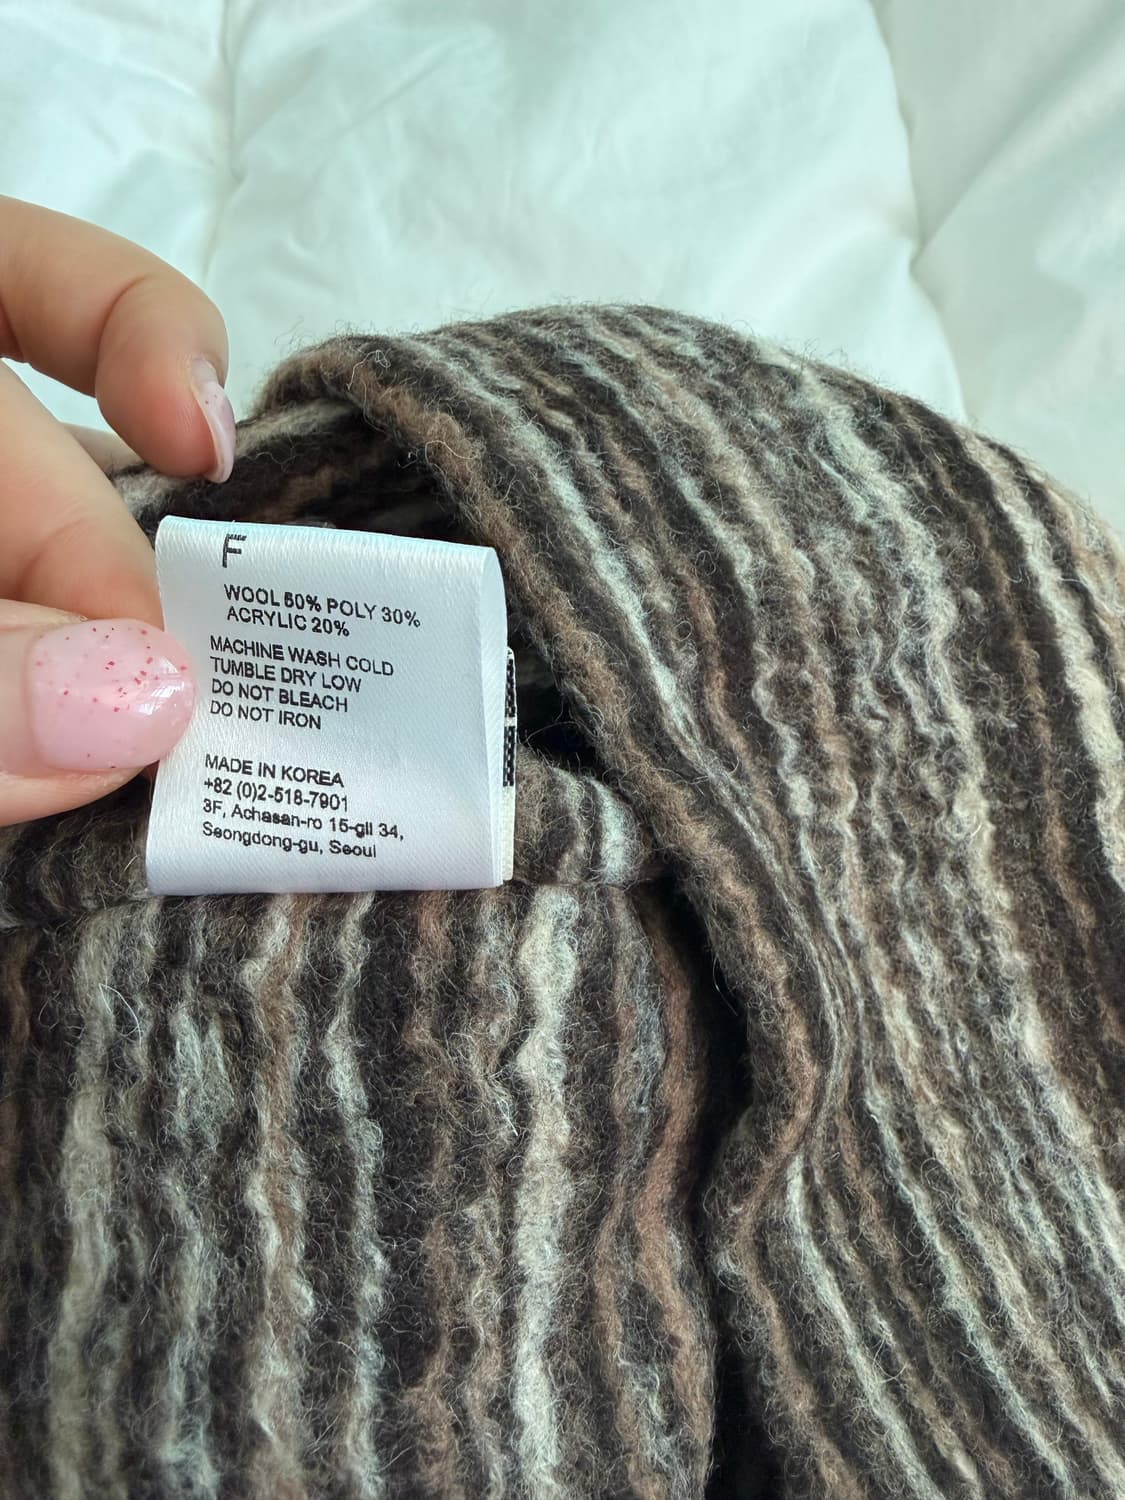 F
WOOL 50% POLY 30%
ACRYLIC 20%
MACHINE WASH COLD
TUMBLE DRY LOW
DO NOT BLEACH
DO NOT IRON
MADE IN KOREA
+82 (0)2-518-7901
3F, Achasan-ro 15-gil 34,
Seongdong-gu, Seoul